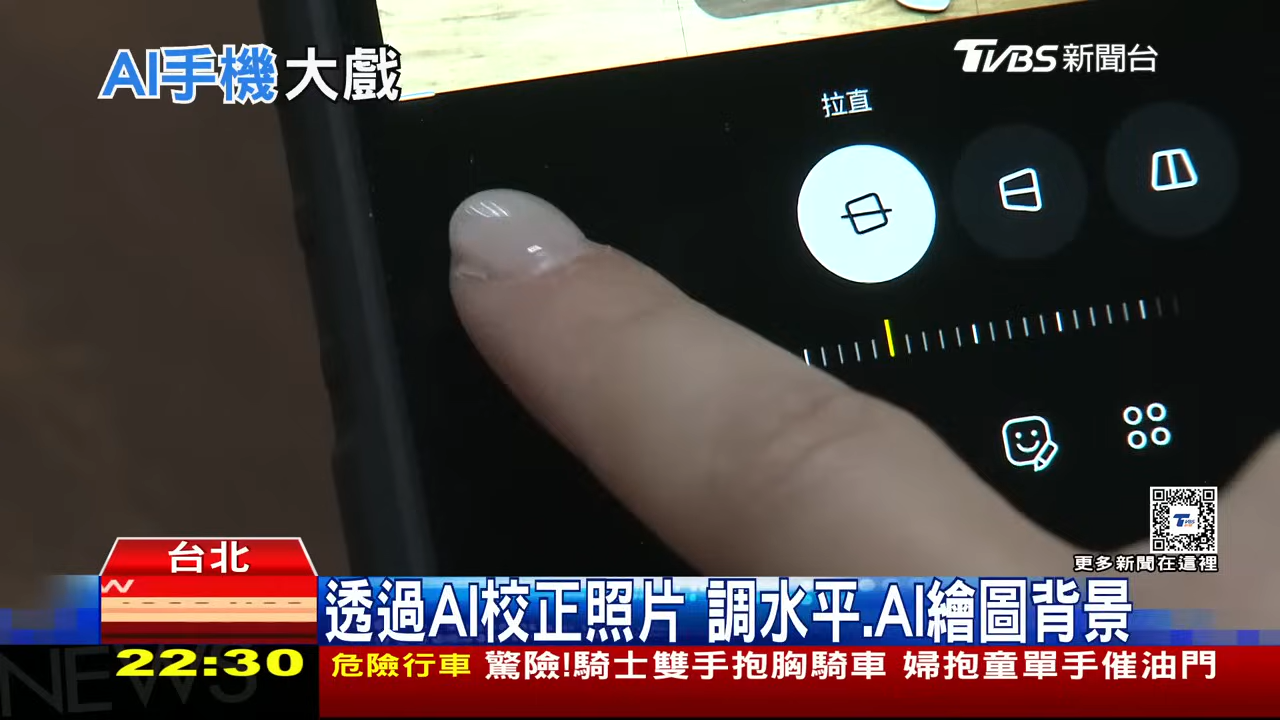 AI手機大戲
TVBS新聞台
拉直
更多新聞在這裡
台北
透過AI校正照片 調水平.AI繪圖背景
NEWS
22:30
危險行車 驚險!騎士雙手抱胸騎車 婦抱童單手催油門